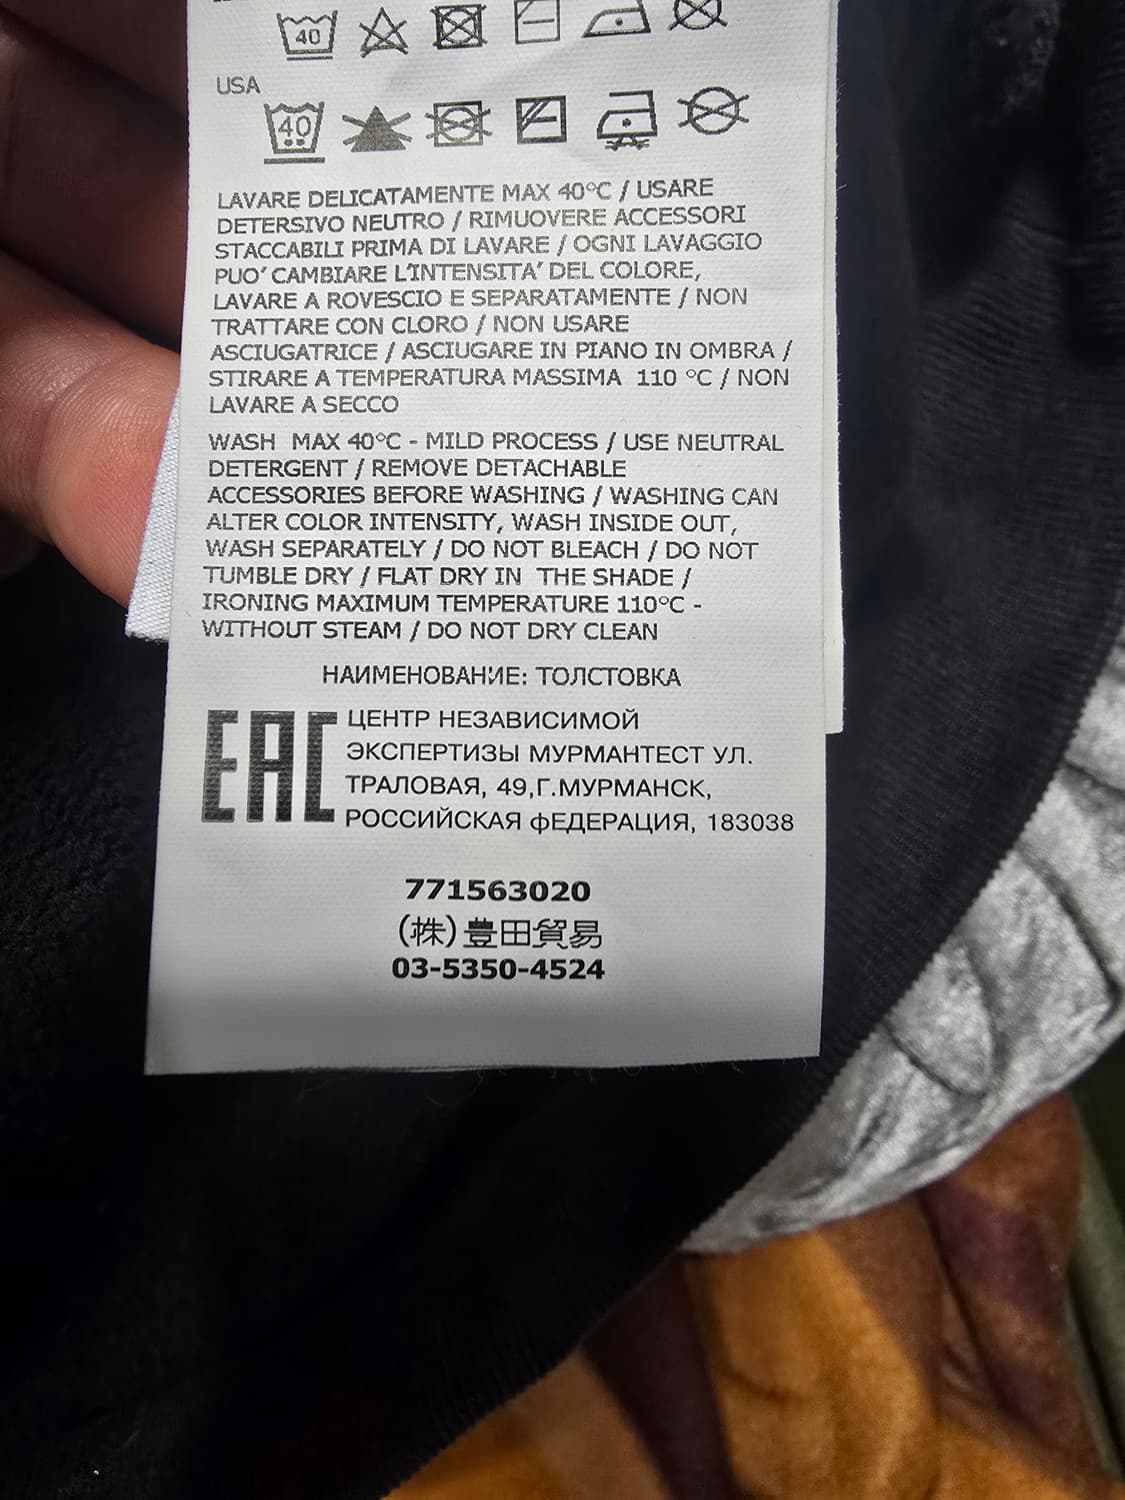 40
USA
40
LAVARE DELICATAMENTE MAX 40°C / USARE
DETERSIVO NEUTRO / RIMUOVERE ACCESSORI
STACCABILI PRIMA DI LAVARE / OGNI LAVAGGIO
PUO' CAMBIARE L'INTENSITA' DEL COLORE,
LAVARE A ROVESCIO E SEPARATAMENTE / NON
TRATTARE CON CLORO / NON USARE
ASCIUGATRICE / ASCIUGARE IN PIANO IN OMBRA /
STIRARE A TEMPERATURA MASSIMA 110 °C / NON
LAVARE A SECCO
WASH MAX 40°C - MILD PROCESS / USE NEUTRAL
DETERGENT / REMOVE DETACHABLE
ACCESSORIES BEFORE WASHING / WASHING CAN
ALTER COLOR INTENSITY, WASH INSIDE OUT,
WASH SEPARATELY / DO NOT BLEACH / DO NOT
TUMBLE DRY / FLAT DRY IN THE SHADE /
IRONING MAXIMUM TEMPERATURE 110°C -
WITHOUT STEAM / DO NOT DRY CLEAN
НАИМЕНОВАНИЕ: ТОЛСТОВКА
EAC
ЦЕНТР НЕЗАВИСИМОЙ
ЭКСПЕРТИЗЫ МУРМАНТЕСТ УЛ.
ТРАЛОВАЯ, 49,Г.МУРМАНСК,
РОССИЙСКАЯ фЕДЕРАЦИЯ, 183038
771563020
(株)豊田貿易
03-5350-4524